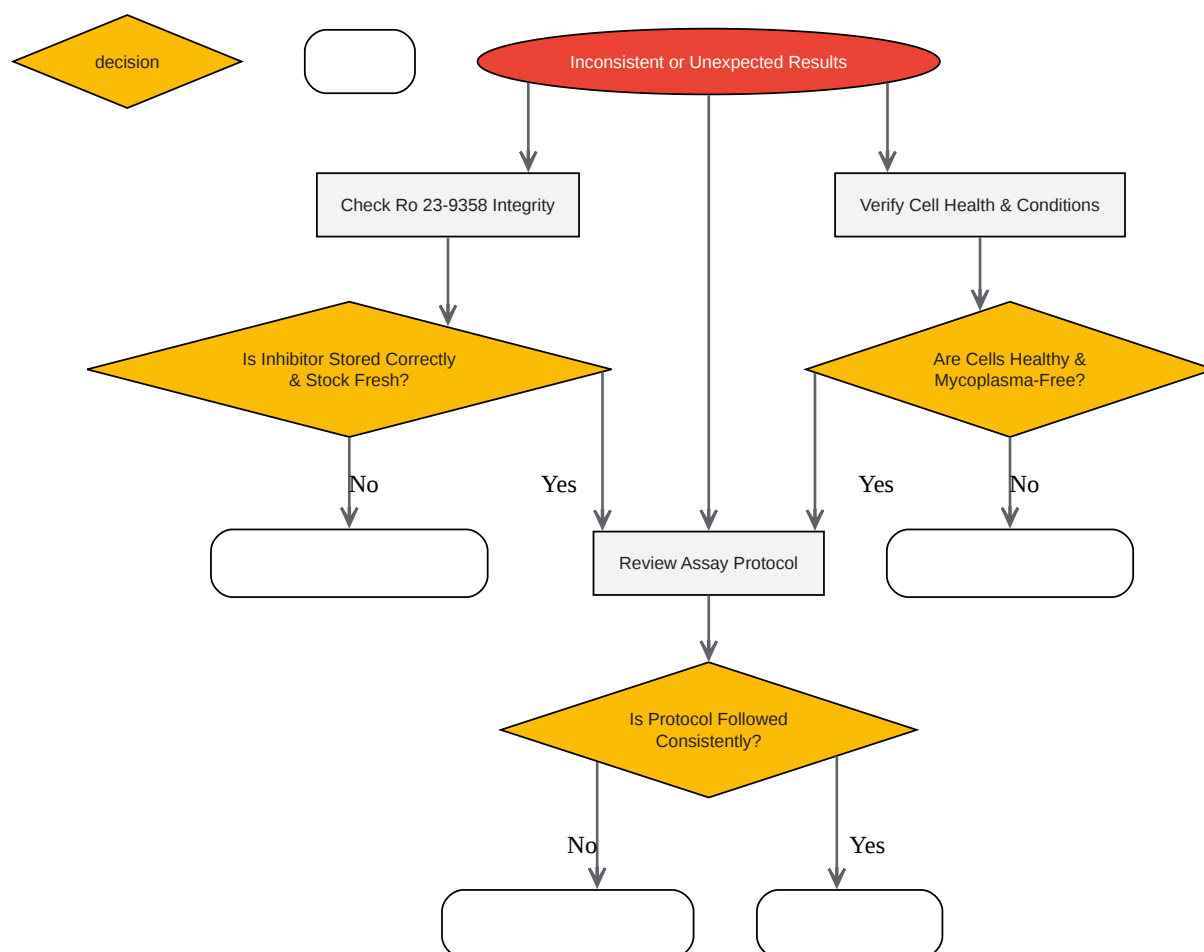 decision
Inconsistent or Unexpected Results
Check Ro 23-9358 Integrity
Verify Cell Health & Conditions
Is Inhibitor Stored Correctly
& Stock Fresh?
Are Cells Healthy &
Mycoplasma-Free?
No
Yes
Yes
No
Review Assay Protocol
Is Protocol Followed
Consistently?
No
Yes